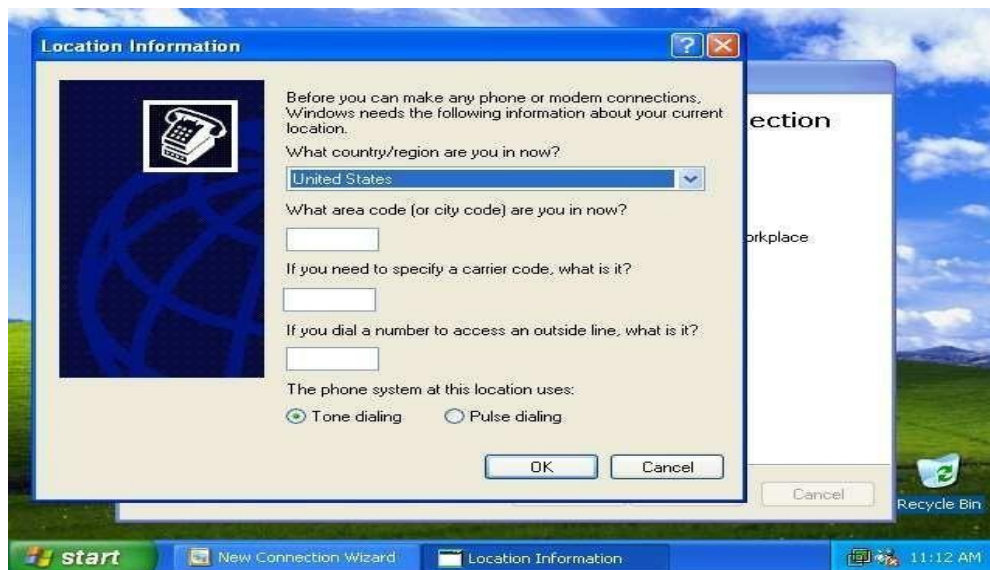 Location Information
Before you can make any phone or modem connections,
Windows needs the following information about your current
location.
What country/region are you in now?
United States
What area code (or city code) are you in now?
If you need to specify a carrier code, what is it?
If you dial a number to access an outside line, what is it?
The phone system at this location uses:
Tone dialing Pulse dialing
OK Cancel
ection
orkplace
Cancel
Recycle Bin
start New Connection Wizard Location Information 11:12 AM